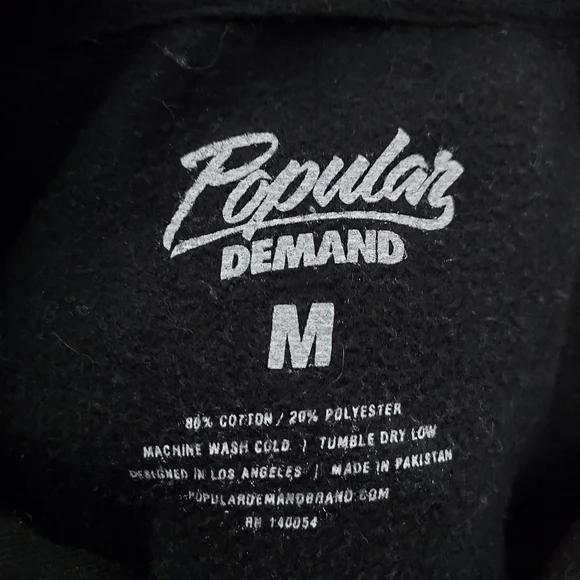 Popular
DEMAND
M
80% COTTON / 20% POLYESTER
MACHINE WASH COLD | TUMBLE DRY LOW
DESIGNED IN LOS ANGELES | MADE IN PAKISTAN
POPULARDEMANDBRAND.COM
RN 140054